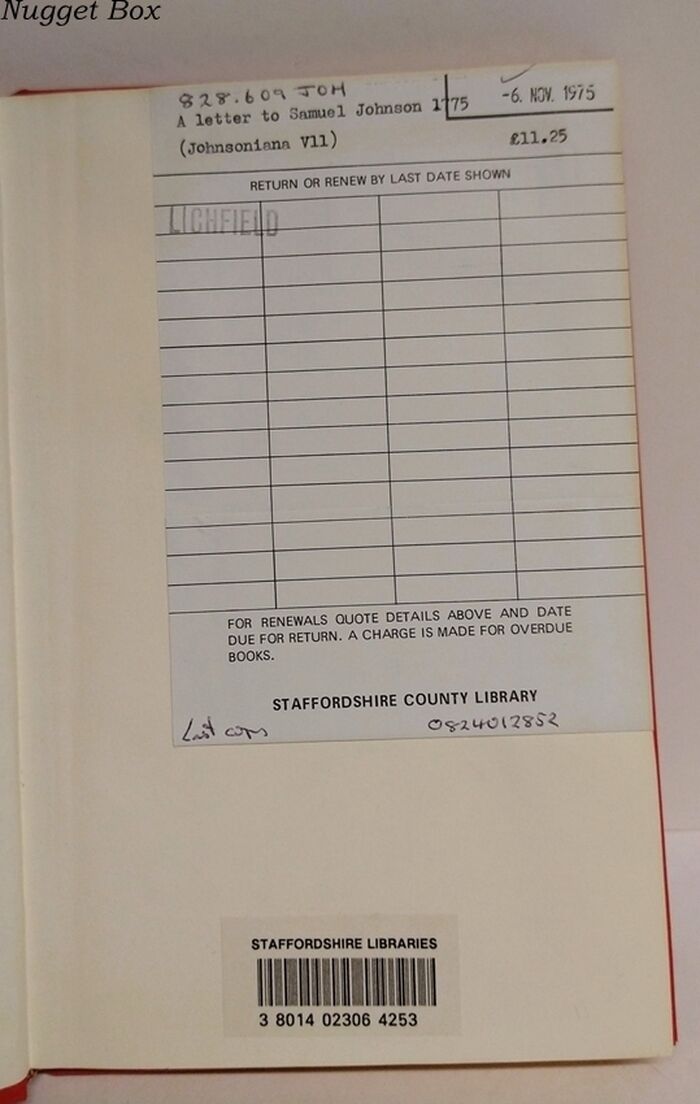 Nugget Box
828.609 JOH
A letter to Samuel Johnson 1775
-6. NOV. 1975
(Johnsoniana V11)
£11.25
RETURN OR RENEW BY LAST DATE SHOWN
LICHFIELD
FOR RENEWALS QUOTE DETAILS ABOVE AND DATE
DUE FOR RETURN. A CHARGE IS MADE FOR OVERDUE
BOOKS.
STAFFORDSHIRE COUNTY LIBRARY
Last copy
0824012852
STAFFORDSHIRE LIBRARIES
3 8014 02306 4253